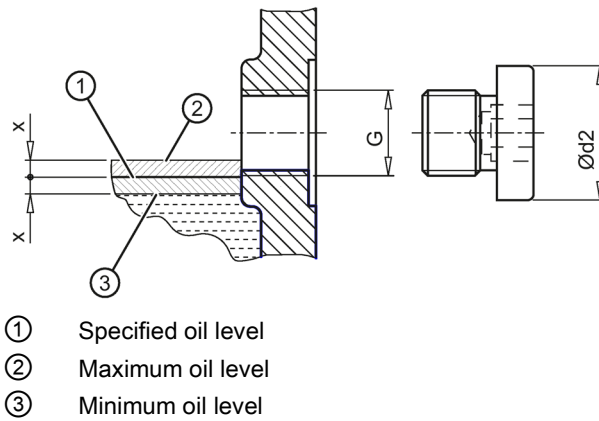 1
2
x
x
3
G
Ød2
1 Specified oil level
2 Maximum oil level
3 Minimum oil level